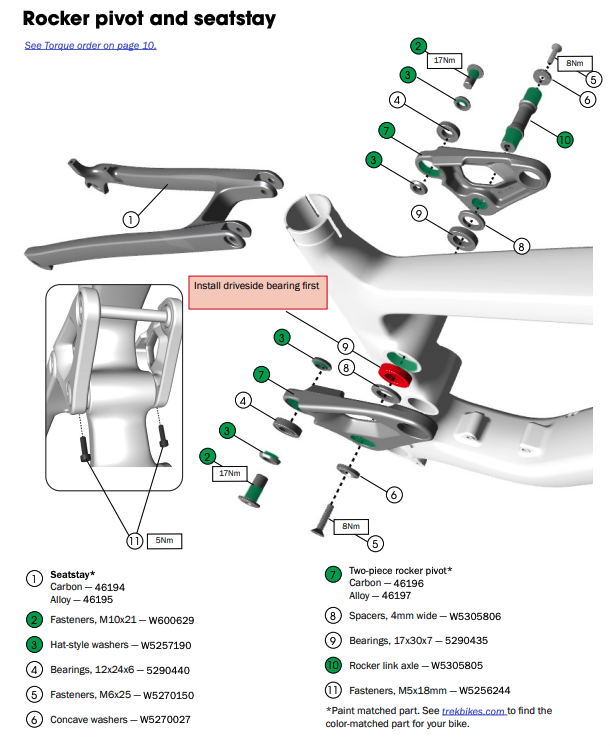 Rocker pivot and seatstay
See Torque order on page 10.
2
17Nm
8Nm
5
3
6
4
7
10
3
1
9
8
Install driveside bearing first
3
9
8
7
4
3
2
17Nm
6
8Nm
5
11
5Nm
1
Seatstay*
Carbon — 46194
Alloy — 46195
2 Fasteners, M10x21 — W600629
3 Hat-style washers — W5257190
4 Bearings, 12x24x6 — 5290440
5 Fasteners, M6x25 — W5270150
6 Concave washers — W5270027
7
Two-piece rocker pivot*
Carbon — 46196
Alloy — 46197
8 Spacers, 4mm wide — W5305806
9 Bearings, 17x30x7 — 5290435
10 Rocker link axle — W5305805
11 Fasteners, M5x18mm — W5256244
*Paint matched part. See trekbikes.com to find the
color-matched part for your bike.